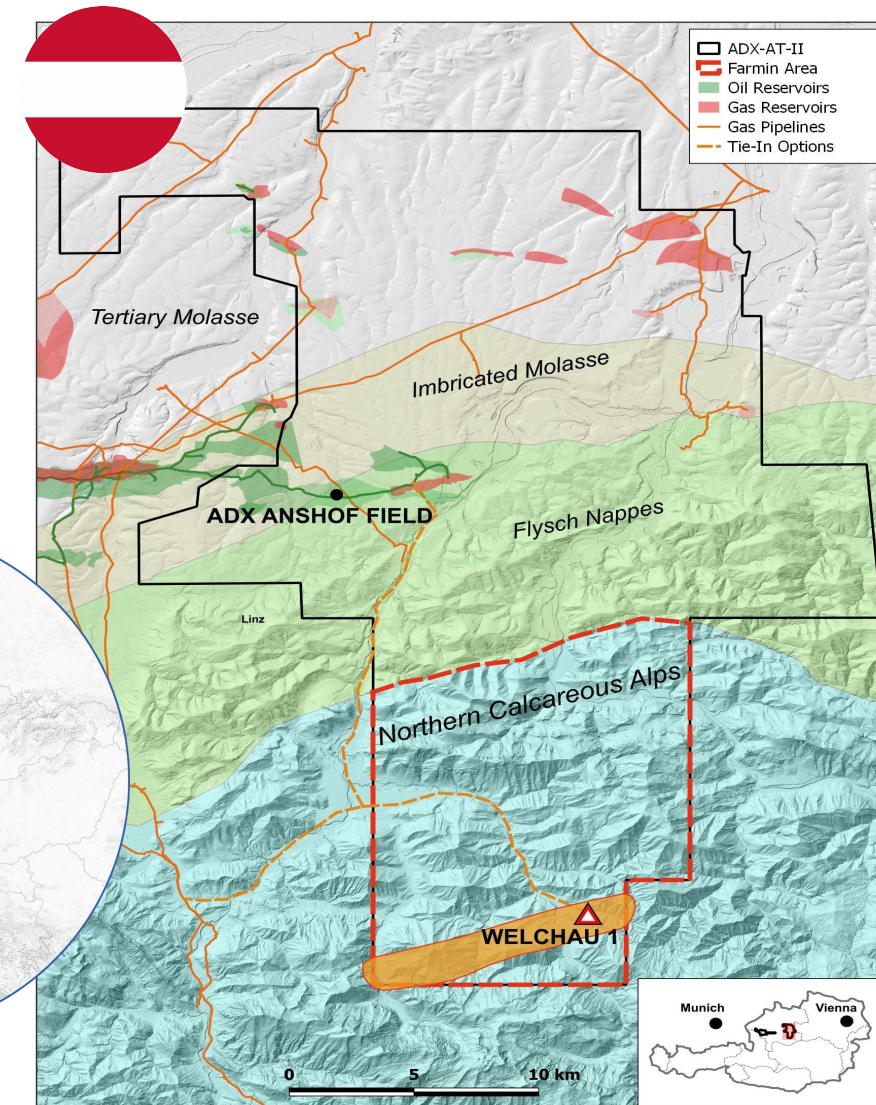 ADX-AT-II
Farmin Area
Oil Reservoirs
Gas Reservoirs
Gas Pipelines
Tie-In Options
Tertiary Molasse
Imbricated Molasse
ADX ANSHOF FIELD
Flysch Nappes
Linz
Northern Calcareous Alps
WELCHAU 1
Munich
Vienna
0 5 10 km